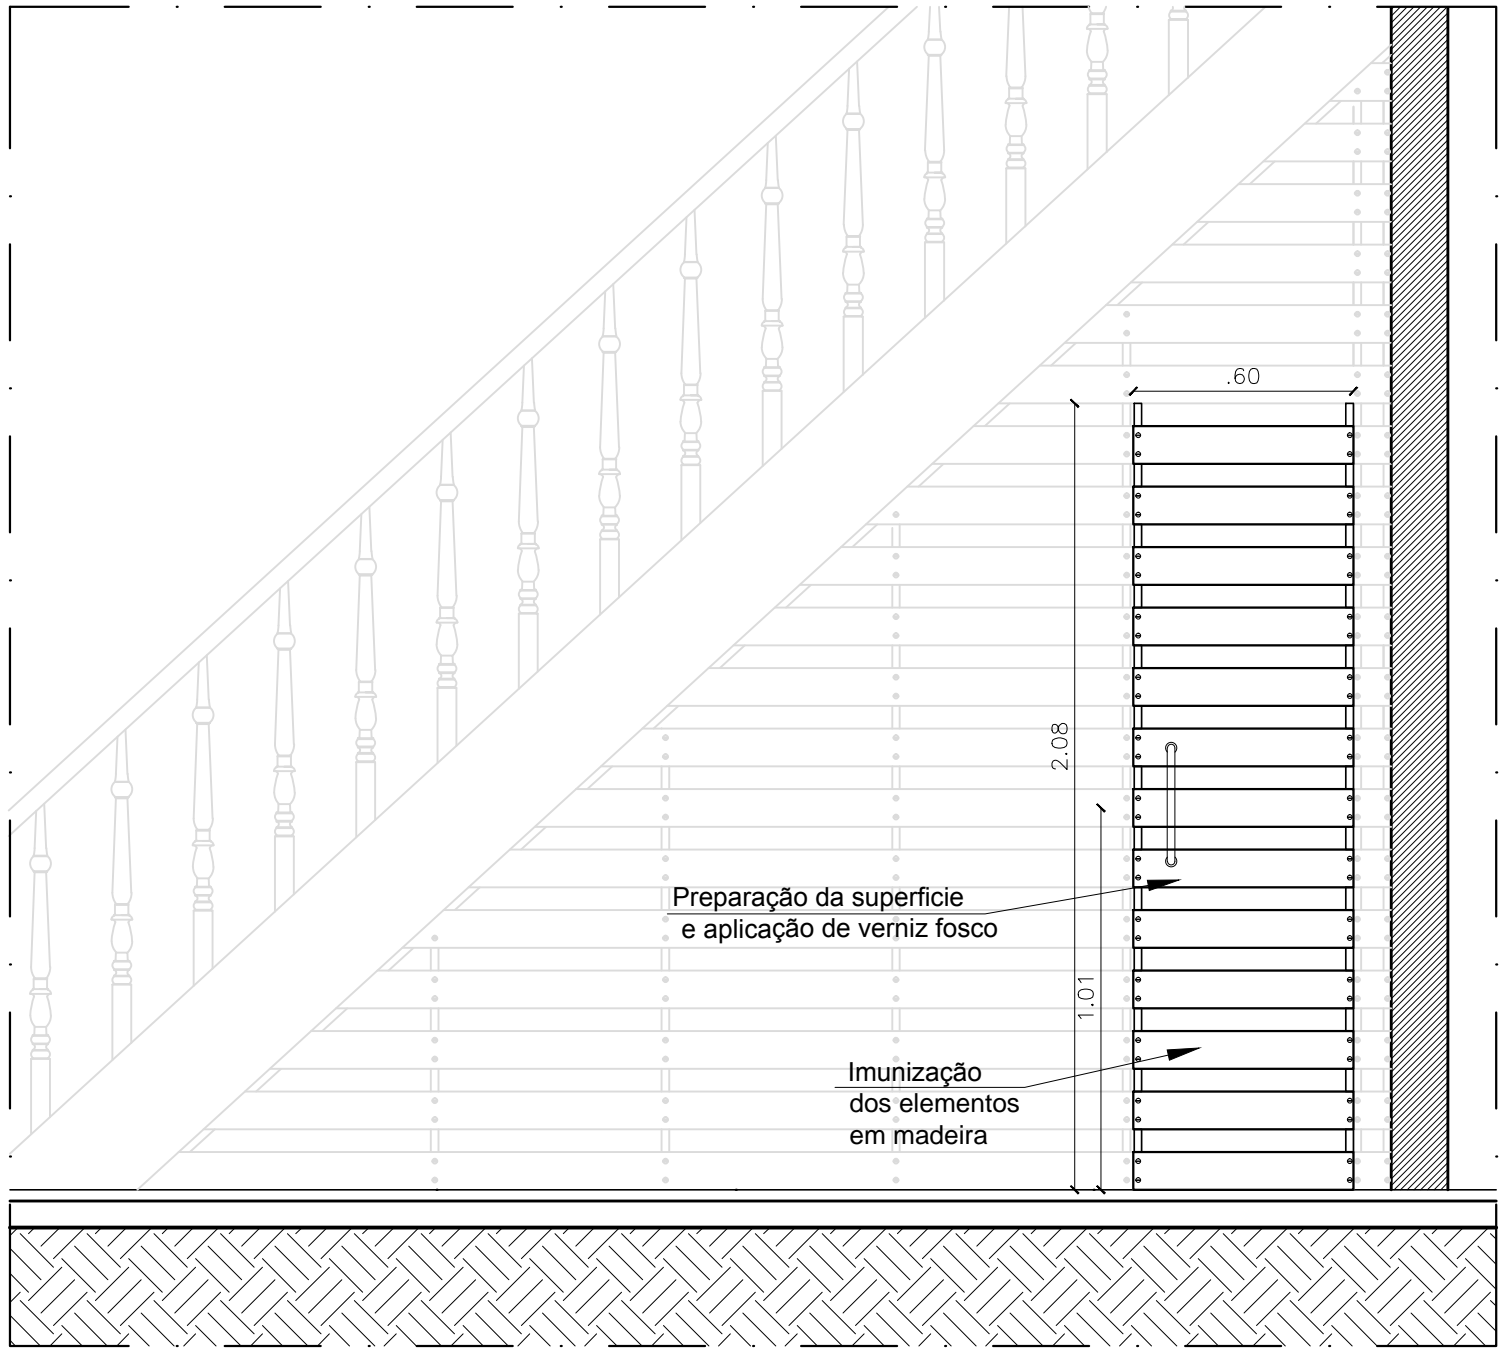 .60
2.08
Preparação da superficie
e aplicação de verniz fosco
1.01
Imunização
dos elementos
em madeira